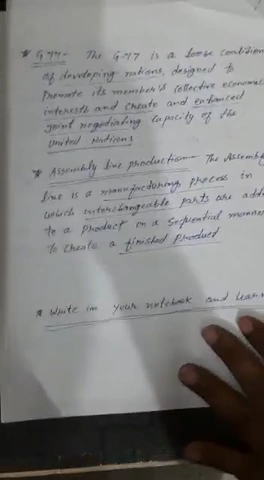 * G77- The G-77 is a loose coalition
of developing nations, designed to
promote its member's collective economic
interests and create and enhanced
joint negotiating capacity of the
United Nations
* Assembly line production- The Assembly
line is a manufacturing process in
which interchangeable parts are add
to a product in a sequential manner
to create a finished product
* Write in your notebook and learn